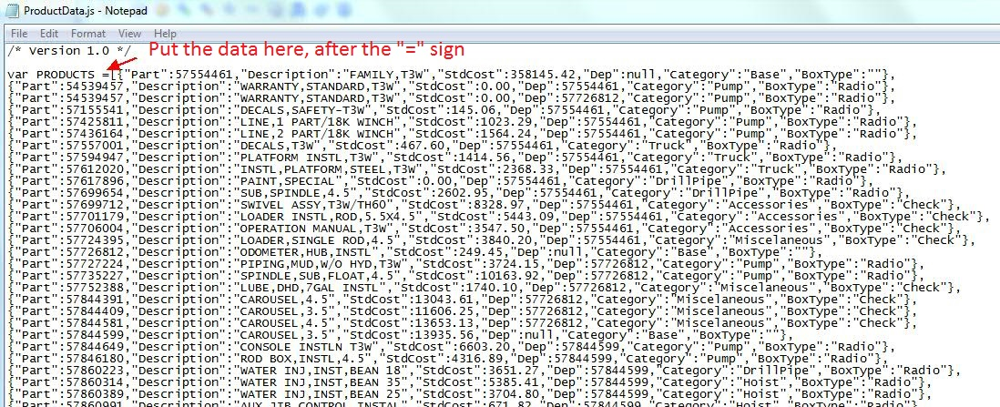 ProductData.js - Notepad
File Edit Format View Help
/* Version 1.0 */ Put the data here, after the "=" sign
var PRODUCTS =[{"Part":57554461,"Description":"FAMILY,T3W","StdCost":358145.42,"Dep":null,"Category":"Base","BoxType":""},
{"Part":54539457,"Description":"WARRANTY,STANDARD,T3W","StdCost":0.00,"Dep":57554461,"Category":"Pump","BoxType":"Radio"},
{"Part":54539457,"Description":"WARRANTY,STANDARD,T3W","StdCost":0.00,"Dep":57726812,"Category":"Pump","BoxType":"Radio"},
{"Part":57155541,"Description":"DECALS,SAFETY-T3W","StdCost":145.06,"Dep":57554461,"Category":"Pump","BoxType":"Radio"},
{"Part":57425811,"Description":"LINE,1 PART/18K WINCH","StdCost":1023.29,"Dep":57554461,"Category":"Pump","BoxType":"Radio"},
{"Part":57436164,"Description":"LINE,2 PART/18K WINCH","StdCost":1564.24,"Dep":57554461,"Category":"Pump","BoxType":"Radio"},
{"Part":57557001,"Description":"DECALS,T3W","StdCost":467.60,"Dep":57554461,"Category":"Truck","BoxType":"Radio"},
{"Part":57594947,"Description":"PLATFORM INSTL,T3W","StdCost":1414.56,"Dep":57554461,"Category":"Truck","BoxType":"Radio"},
{"Part":57612020,"Description":"INSTL,PLATFORM,STEEL,T3W","StdCost":2368.33,"Dep":57554461,"Category":"Truck","BoxType":"Radio"},
{"Part":57617896,"Description":"PAINT,SPECIAL","StdCost":0.00,"Dep":57554461,"Category":"DrillPipe","BoxType":"Radio"},
{"Part":57699654,"Description":"SUB,SPINDLE,4.5","StdCost":2602.95,"Dep":57554461,"Category":"DrillPipe","BoxType":"Radio"},
{"Part":57699712,"Description":"SWIVEL ASSY,T3W/TH60","StdCost":8328.97,"Dep":57554461,"Category":"Accessories","BoxType":"Check"},
{"Part":57701179,"Description":"LOADER INSTL,ROD,5.5X4.5","StdCost":5443.09,"Dep":57554461,"Category":"Accessories","BoxType":"Check"},
{"Part":57706004,"Description":"OPERATION MANUAL,T3W","StdCost":3547.50,"Dep":57554461,"Category":"Accessories","BoxType":"Check"},
{"Part":57724395,"Description":"LOADER,SINGLE ROD,4.5","StdCost":3840.20,"Dep":57554461,"Category":"Miscelaneous","BoxType":"Check"},
{"Part":57726812,"Description":"ODOMETER,HUB,INSTL","StdCost":249.45,"Dep":null,"Category":"Base","BoxType":""},
{"Part":57727224,"Description":"PIPING,MUD,W/O HYD,T3W","StdCost":3724.15,"Dep":57726812,"Category":"Pump","BoxType":"Radio"},
{"Part":57735227,"Description":"SPINDLE,SUB,FLOAT,4.5","StdCost":10163.92,"Dep":57726812,"Category":"Pump","BoxType":"Radio"},
{"Part":57752388,"Description":"LUBE,DHD,7GAL INSTL","StdCost":1740.10,"Dep":57726812,"Category":"Miscelaneous","BoxType":"Check"},
{"Part":57844391,"Description":"CAROUSEL,4.5","StdCost":13043.61,"Dep":57726812,"Category":"Miscelaneous","BoxType":"Check"},
{"Part":57844409,"Description":"CAROUSEL,3.5","StdCost":11606.25,"Dep":57726812,"Category":"Miscelaneous","BoxType":"Check"},
{"Part":57844581,"Description":"CAROUSEL,4.5","StdCost":13653.13,"Dep":57726812,"Category":"Miscelaneous","BoxType":"Check"},
{"Part":57844599,"Description":"CAROUSEL,3.5","StdCost":13935.56,"Dep":null,"Category":"Base","BoxType":""},
{"Part":57844649,"Description":"CONSOLE INSTLN T3W","StdCost":6603.20,"Dep":57844599,"Category":"Pump","BoxType":"Radio"},
{"Part":57846180,"Description":"ROD BOX,INSTL,4.5","StdCost":4316.89,"Dep":57844599,"Category":"Pump","BoxType":"Radio"},
{"Part":57860223,"Description":"WATER INJ,INST,BEAN 18","StdCost":3651.27,"Dep":57844599,"Category":"DrillPipe","BoxType":"Radio"},
{"Part":57860314,"Description":"WATER INJ,INST,BEAN 35","StdCost":5385.41,"Dep":57844599,"Category":"Hoist","BoxType":"Radio"},
{"Part":57860389,"Description":"WATER INJ,INST,BEAN 25","StdCost":3704.80,"Dep":57844599,"Category":"Hoist","BoxType":"Radio"},
{"Part":57860991,"Description":"AUX JIB CONTROL INSTAL","StdCost":671.82,"Dep":57844599,"Category":"Hoist","BoxType":"Radio"},